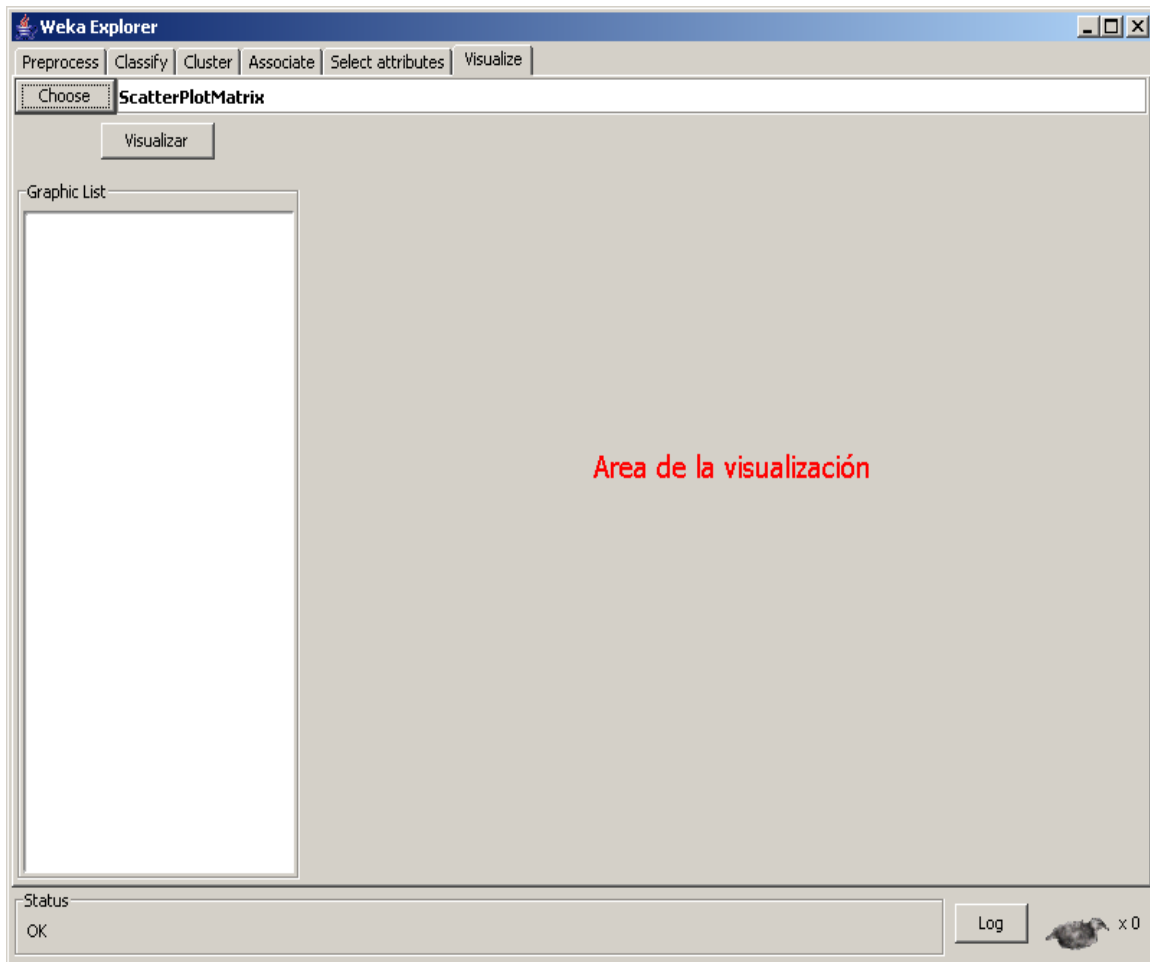 Weka Explorer
Preprocess Classify Cluster Associate Select attributes Visualize
Choose ScatterPlotMatrix
Visualizar
Graphic List
Area de la visualización
Status
OK
Log
x 0